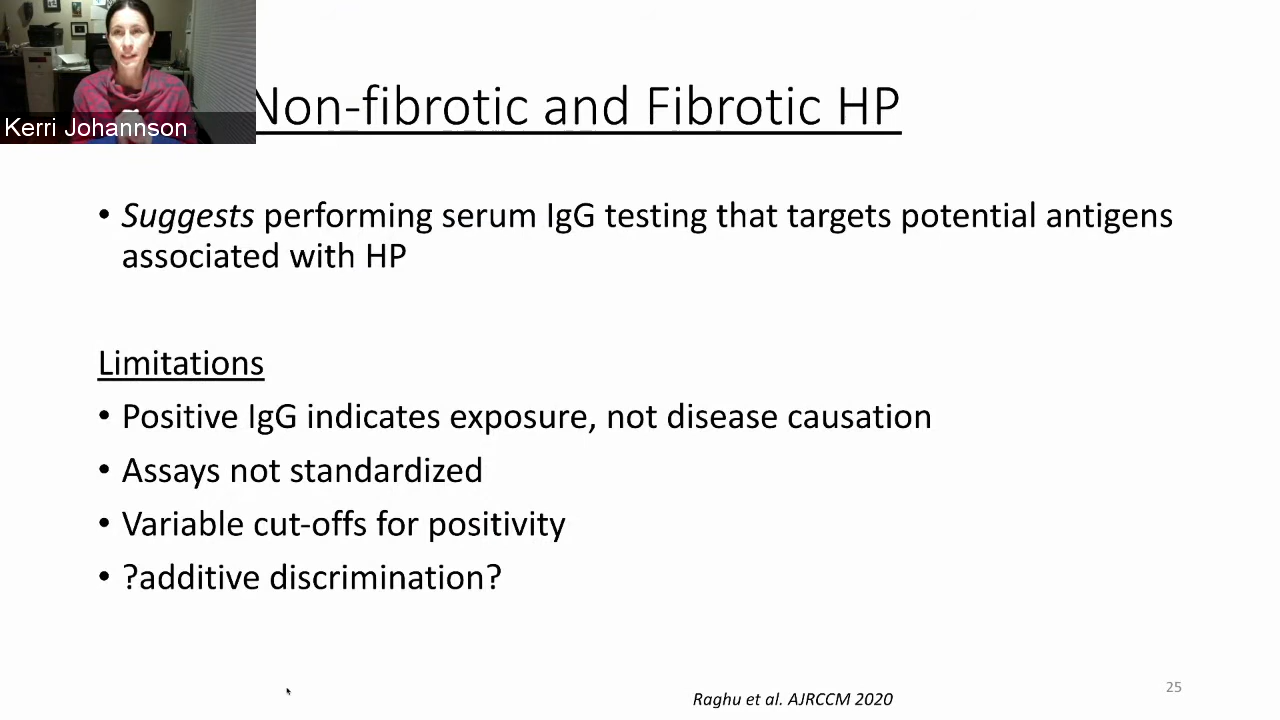 Kerri Johannson
Non-fibrotic and Fibrotic HP
• Suggests performing serum IgG testing that targets potential antigens
associated with HP
Limitations
• Positive IgG indicates exposure, not disease causation
• Assays not standardized
• Variable cut-offs for positivity
• ?additive discrimination?
Raghu et al. AJRCCM 2020
25